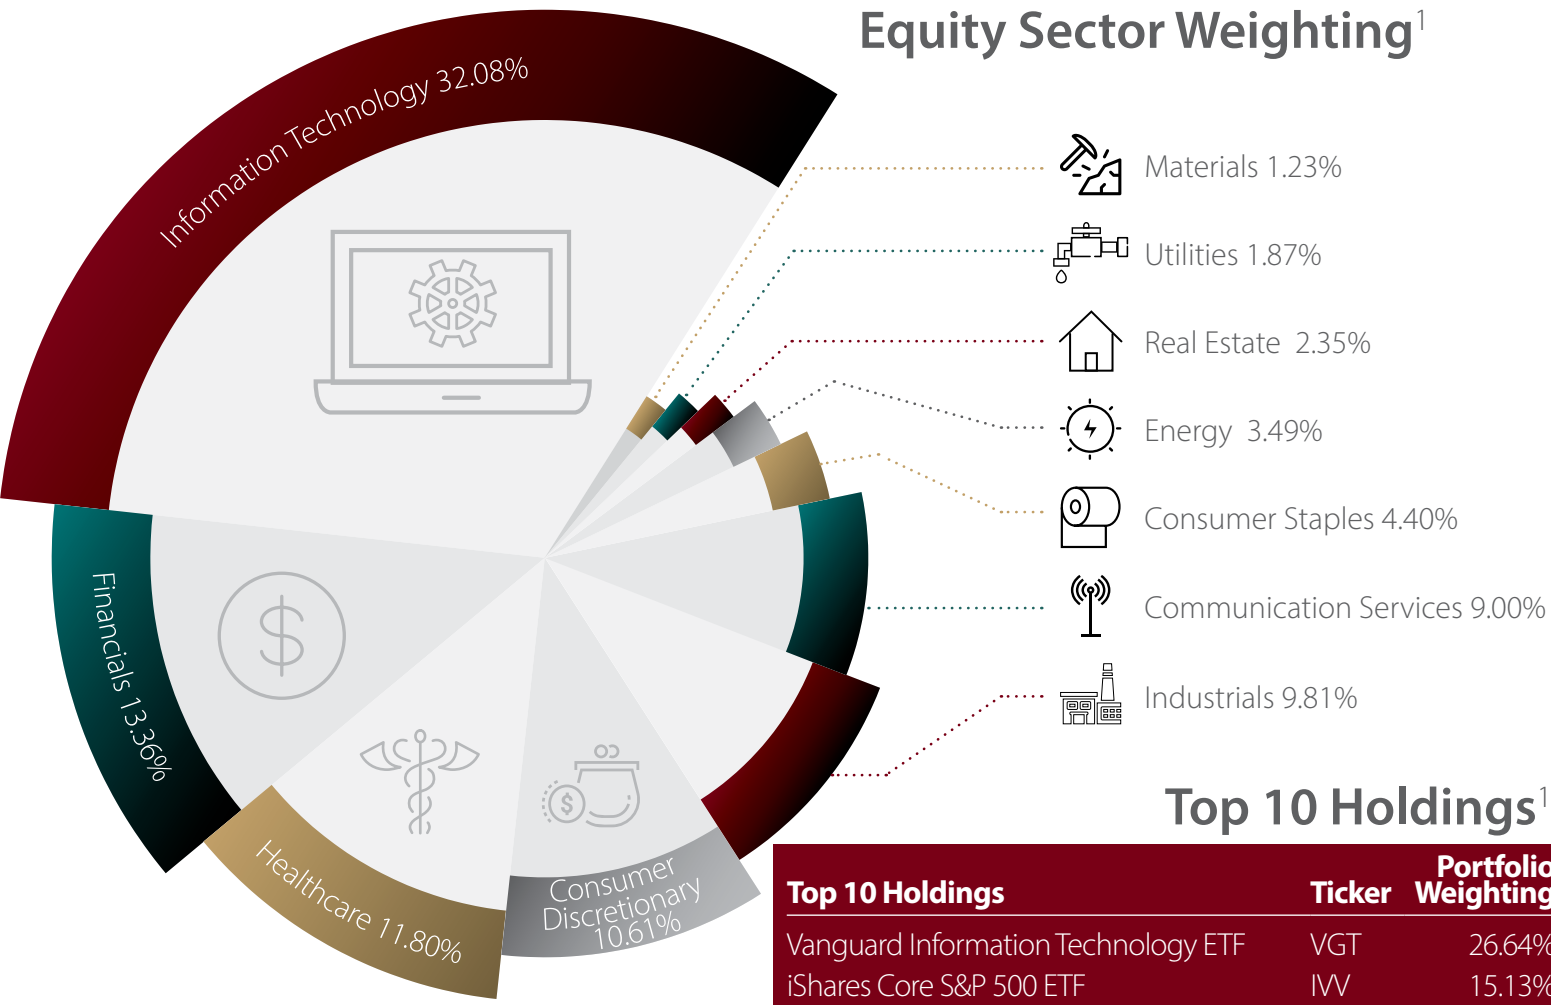 Equity Sector Weighting1
Information Technology 32.08%
Materials 1.23%
Utilities 1.87%
Real Estate 2.35%
Energy 3.49%
Consumer Staples 4.40%
Communication Services 9.00%
Industrials 9.81%
Financials 13.36%
Healthcare 11.80%
Consumer
Discretionary
10.61%
Top 10 Holdings1
Portfolio
Top 10 Holdings Ticker Weighting
Vanguard Information Technology ETF VGT 26.64%
iShares Core S&P 500 ETF IVV 15.13%